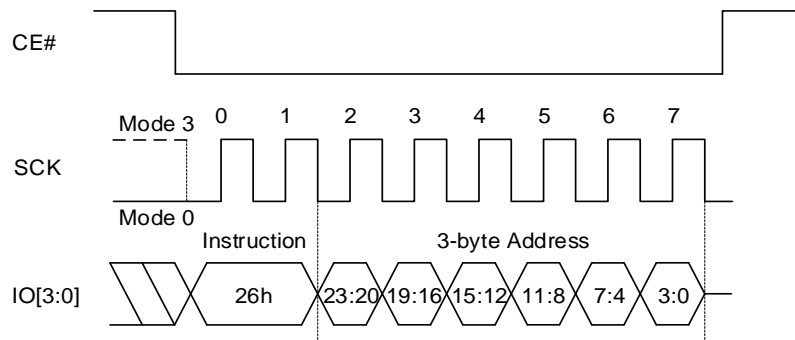 CE#
0 1 2 3 4 5 6 7
Mode 3
SCK
Mode 0
Instruction 3-byte Address
IO[3:0] 26h 23:20 19:16 15:12 11:8 7:4 3:0